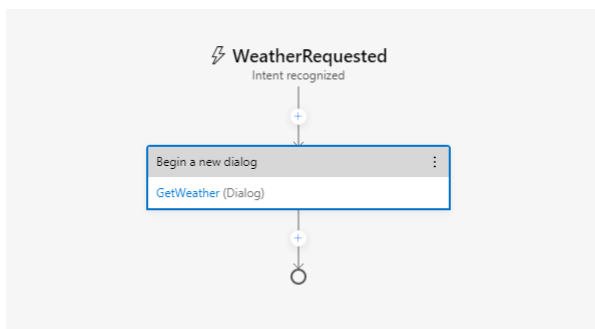 WeatherRequested
Intent recognized
Begin a new dialog
GetWeather (Dialog)